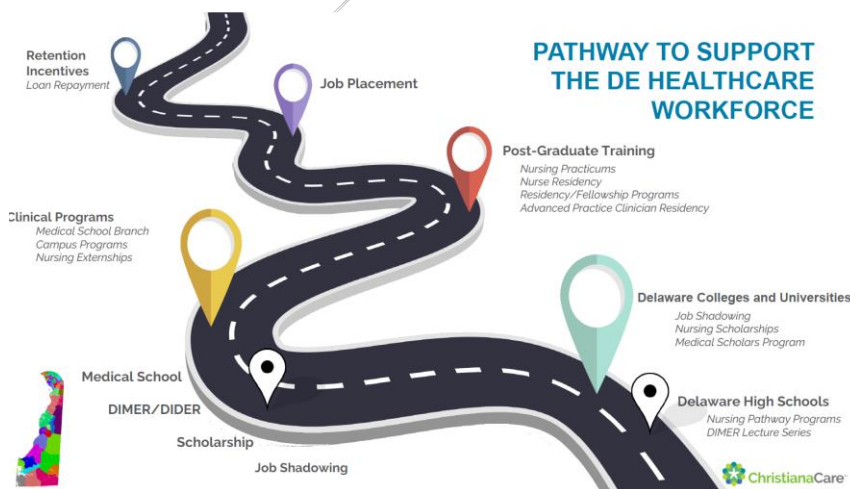 PATHWAY TO SUPPORT
THE DE HEALTHCARE
WORKFORCE
Retention
Incentives
Loan Repayment
Job Placement
Post-Graduate Training
Nursing Practicums
Nurse Residency
Residency/Fellowship Programs
Advanced Practice Clinician Residency
Clinical Programs
Medical School Branch
Campus Programs
Nursing Externships
Delaware Colleges and Universities
Job Shadowing
Nursing Scholarships
Medical Scholars Program
Medical School
DIMER/DIDER
Scholarship
Job Shadowing
Delaware High Schools
Nursing Pathway Programs
DIMER Lecture Series
ChristianaCare